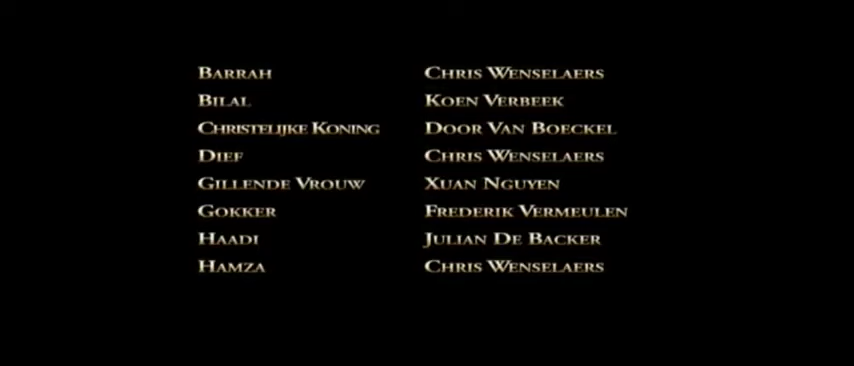 Barrah Chris Wenselaers
Bilal Koen Verbeek
Christelijke Koning Door Van Boeckel
Dief Chris Wenselaers
Gillende Vrouw Xuan Nguyen
Gokker Frederik Vermeulen
Haadi Julian De Backer
Hamza Chris Wenselaers